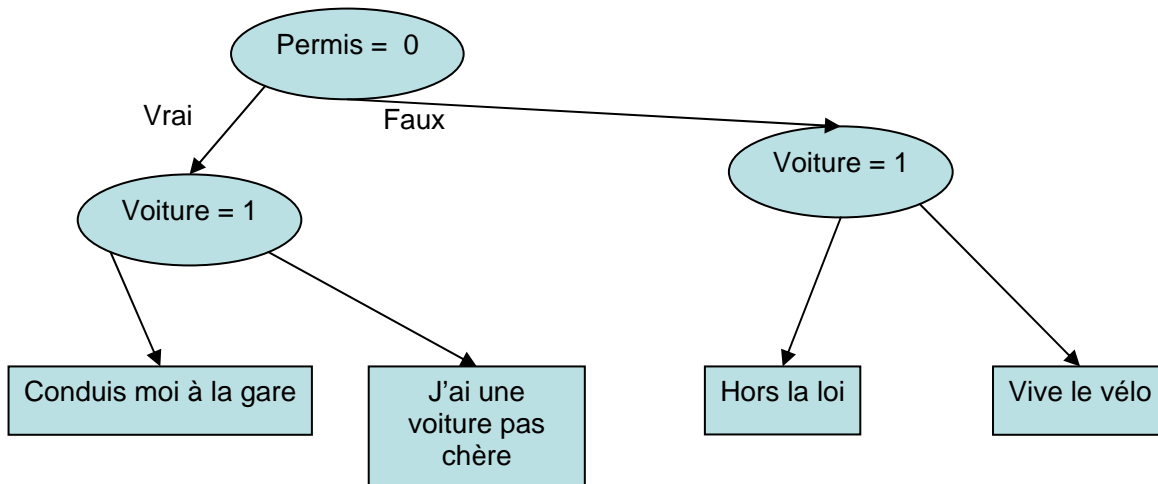 Permis = 0
Vrai
Faux
Voiture = 1
Voiture = 1
Conduis moi à la gare
J'ai une
voiture pas
chère
Hors la loi
Vive le vélo